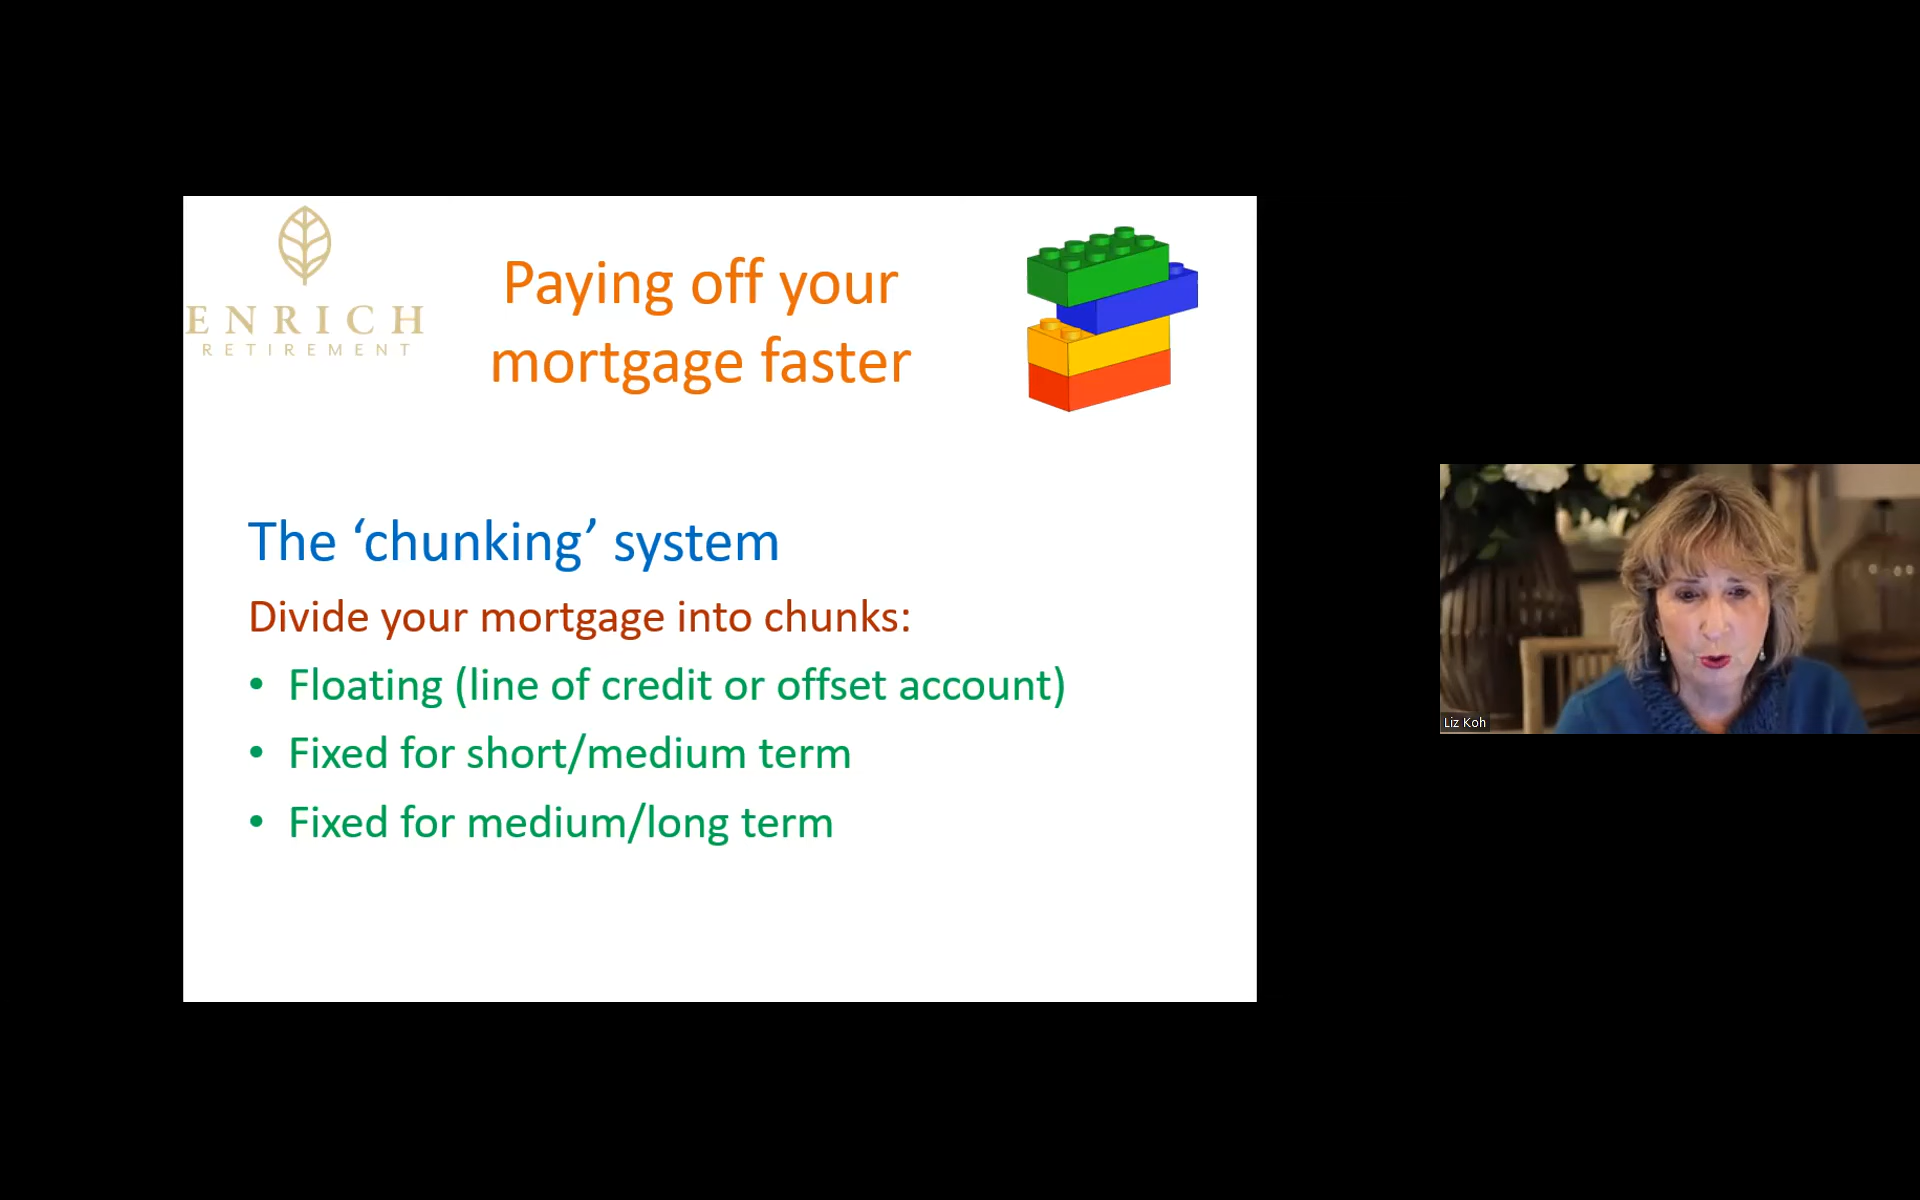 ENRICH
RETIREMENT
Paying off your
mortgage faster
The ‘chunking’ system
Divide your mortgage into chunks:
• Floating (line of credit or offset account)
• Fixed for short/medium term
• Fixed for medium/long term
Liz Koh